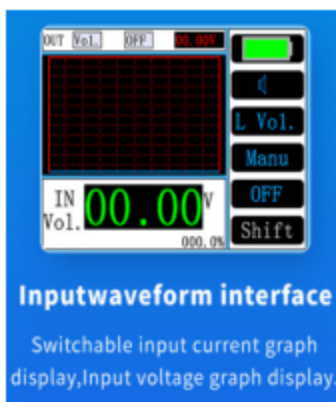 OUT Vol. OFF 00.00V
L Vol.
Manu
IN Vol. 00.00 V
OFF
000.0%
Shift
Inputwaveform interface
Switchable input current graph
display,Input voltage graph display.